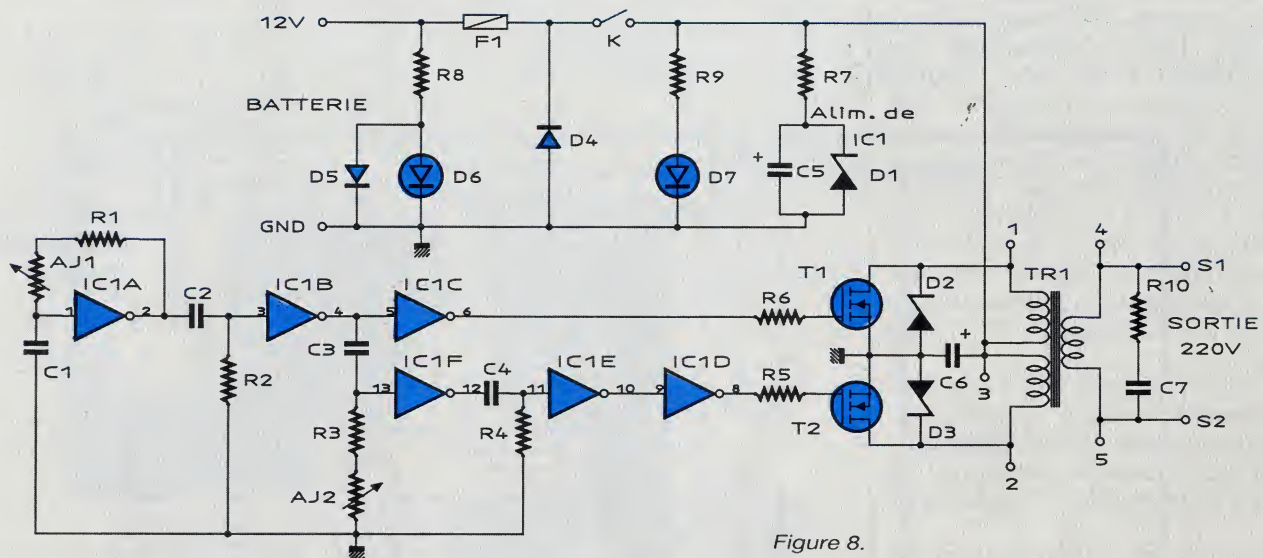 12V
F1
K
R8
R9
R7
BATTERIE
Alim. de
IC1
+
C5
D1
D5
D6
D4
D7
GND
R1
AJ1
IC1A
1
2
C2
IC1B
3
4
IC1C
5
6
C1
R2
C3
IC1F
13
12
C4
IC1E
11
10
IC1D
9
8
R3
R4
AJ2
R6
R5
T1
T2
D2
D3
+
C6
1
3
2
TR1
4
5
S1
R10
SORTIE
220V
C7
S2
Figure 8.